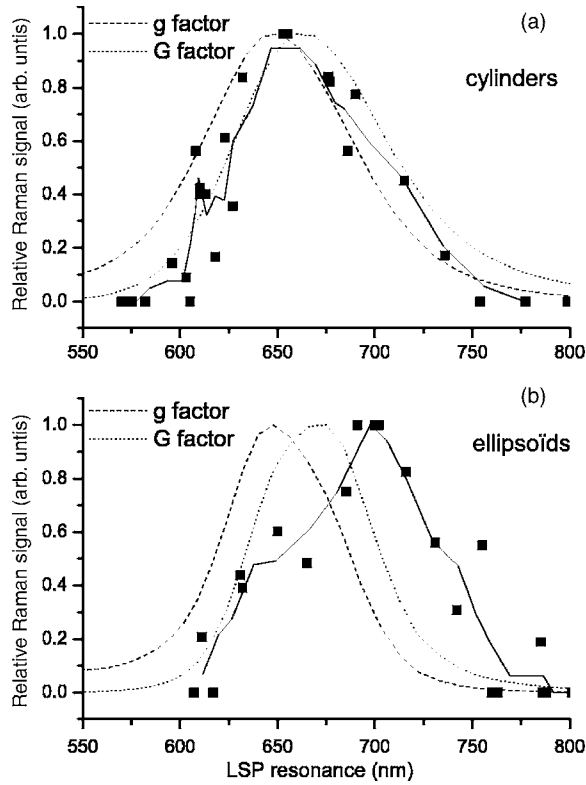 (a)
g factor
G factor
cylinders
Relative Raman signal (arb. untis)
1.0
0.8
0.6
0.4
0.2
0.0
550 600 650 700 750 800
(b)
g factor
G factor
ellipsoïds
Relative Raman signal (arb. untis)
1.0
0.8
0.6
0.4
0.2
0.0
550 600 650 700 750 800
LSP resonance (nm)